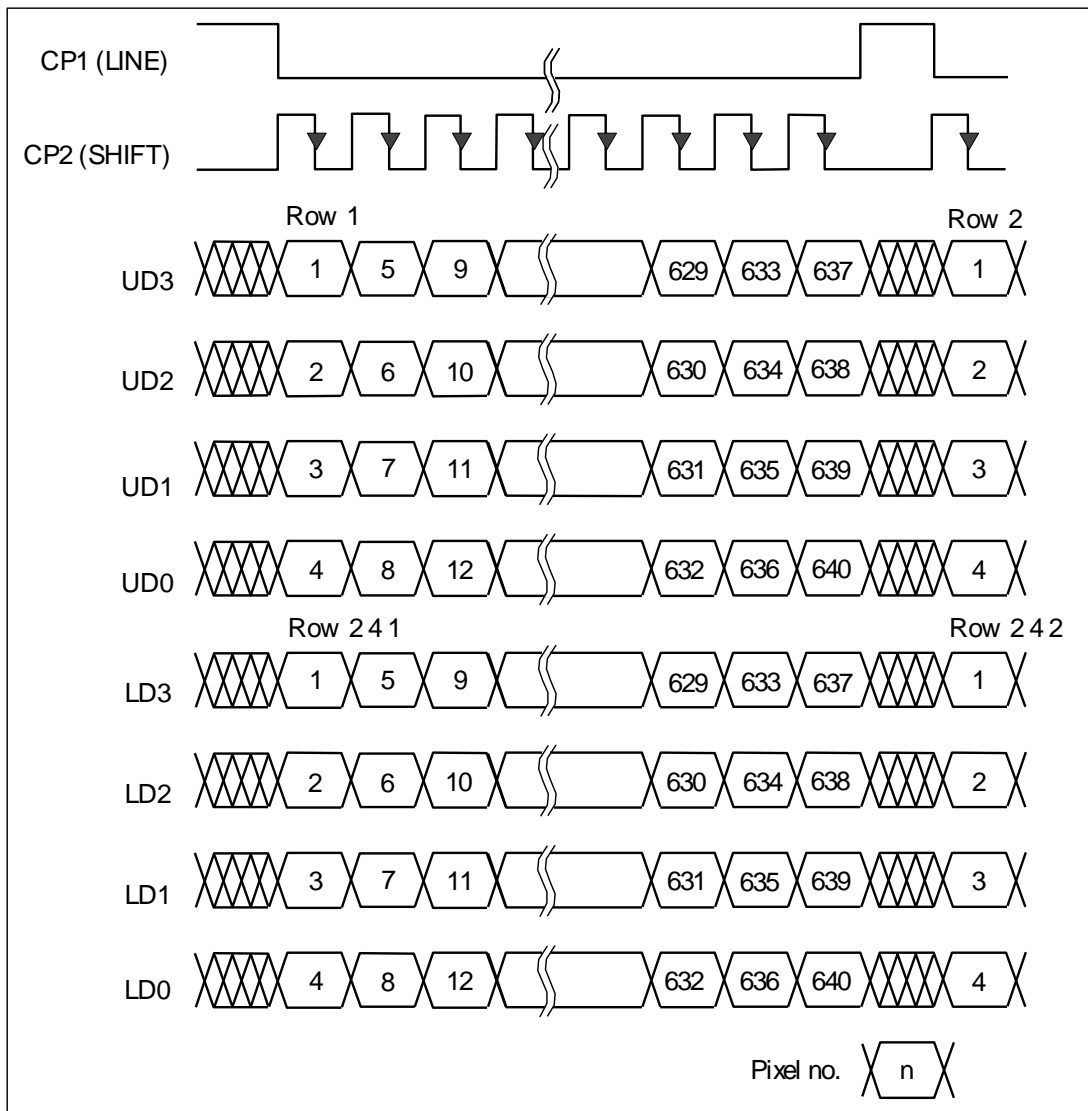 CP1 (LINE)
CP2 (SHIFT)
Row 1 Row 2
UD3 1 5 9 629 633 637 1
UD2 2 6 10 630 634 638 2
UD1 3 7 11 631 635 639 3
UD0 4 8 12 632 636 640 4
Row 241 Row 242
LD3 1 5 9 629 633 637 1
LD2 2 6 10 630 634 638 2
LD1 3 7 11 631 635 639 3
LD0 4 8 12 632 636 640 4
Pixel no. n